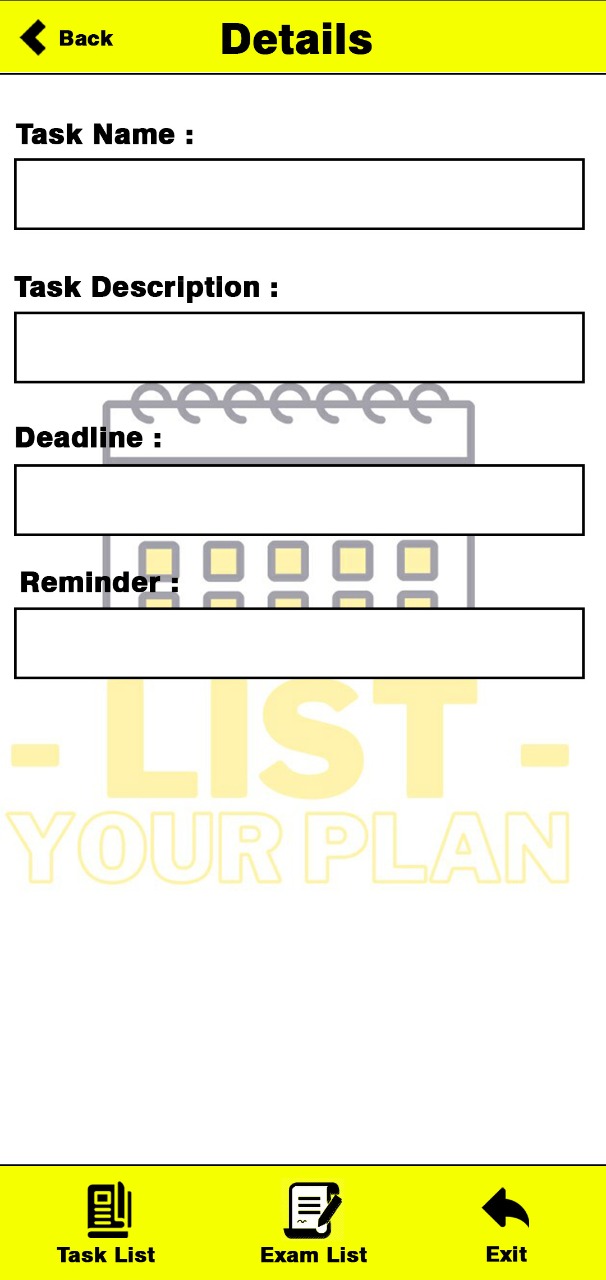 Back
Details
Task Name :
Task Description :
Deadline :
Reminder :
- LIST -
YOUR PLAN
Task List
Exam List
Exit